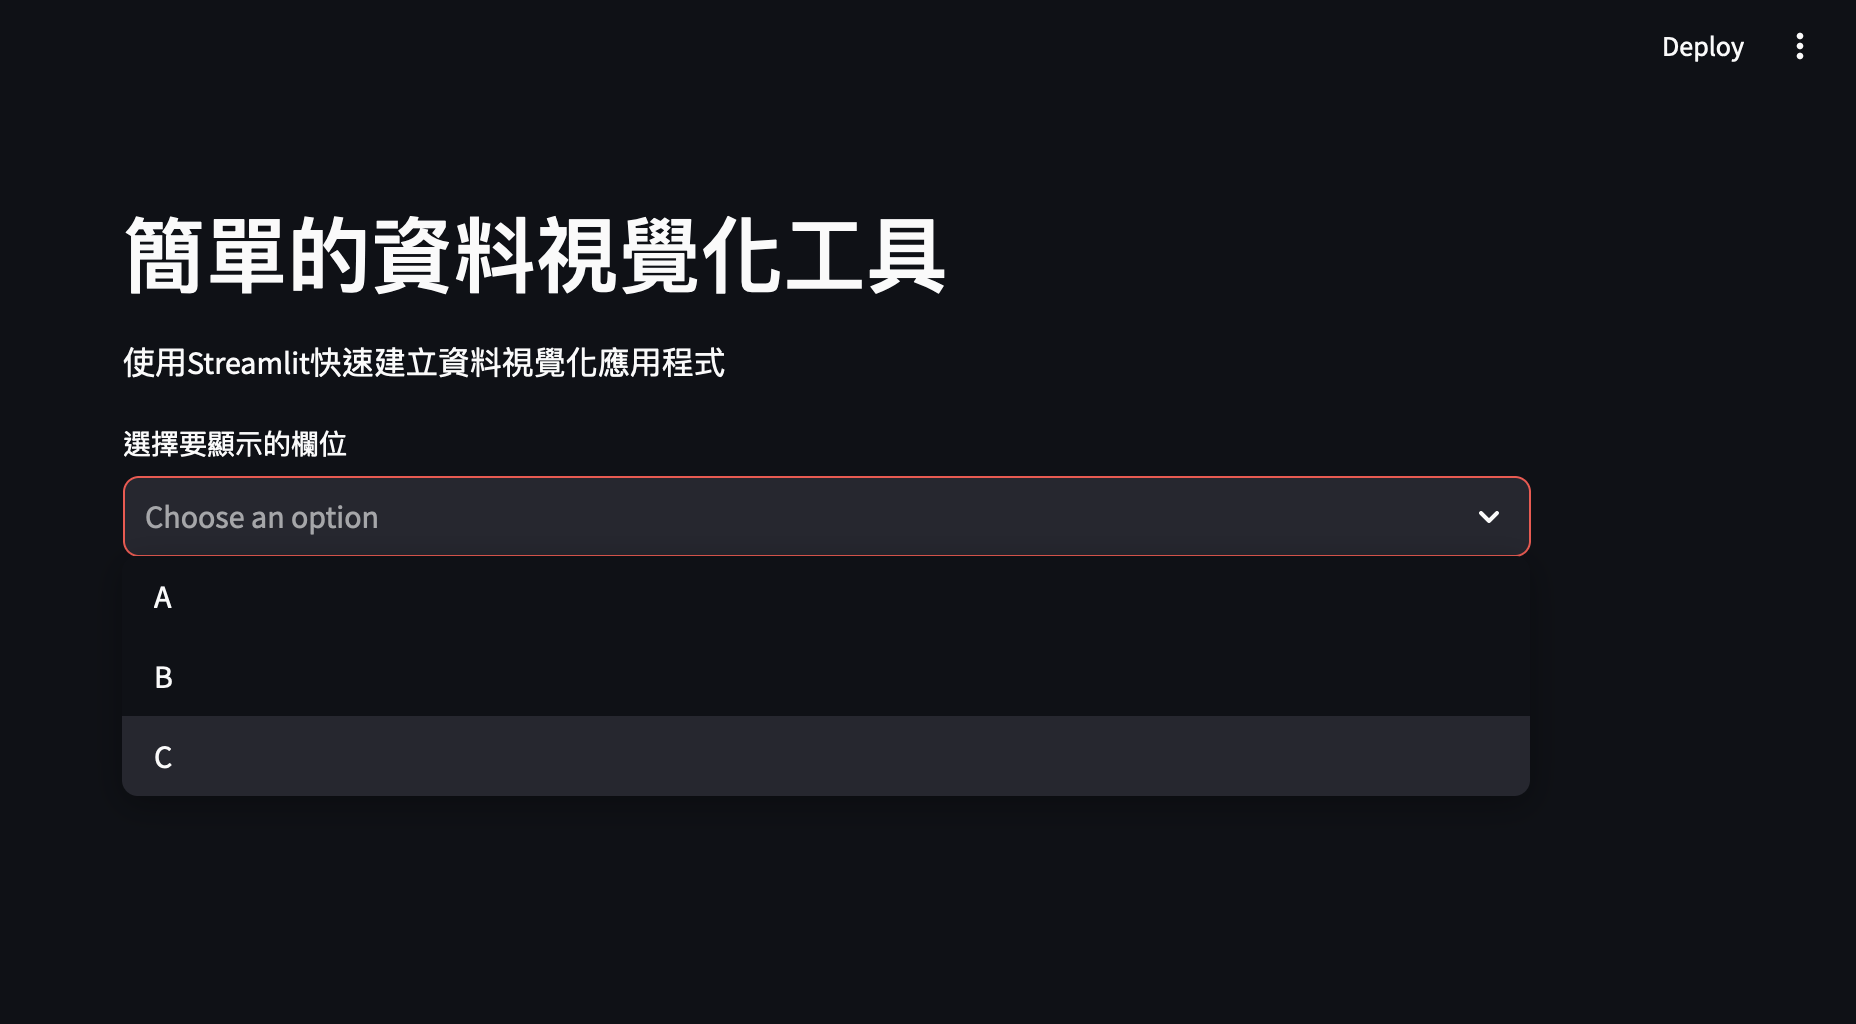 Deploy
簡單的資料視覺化工具
使用Streamlit快速建立資料視覺化應用程式
選擇要顯示的欄位
Choose an option
A
B
C